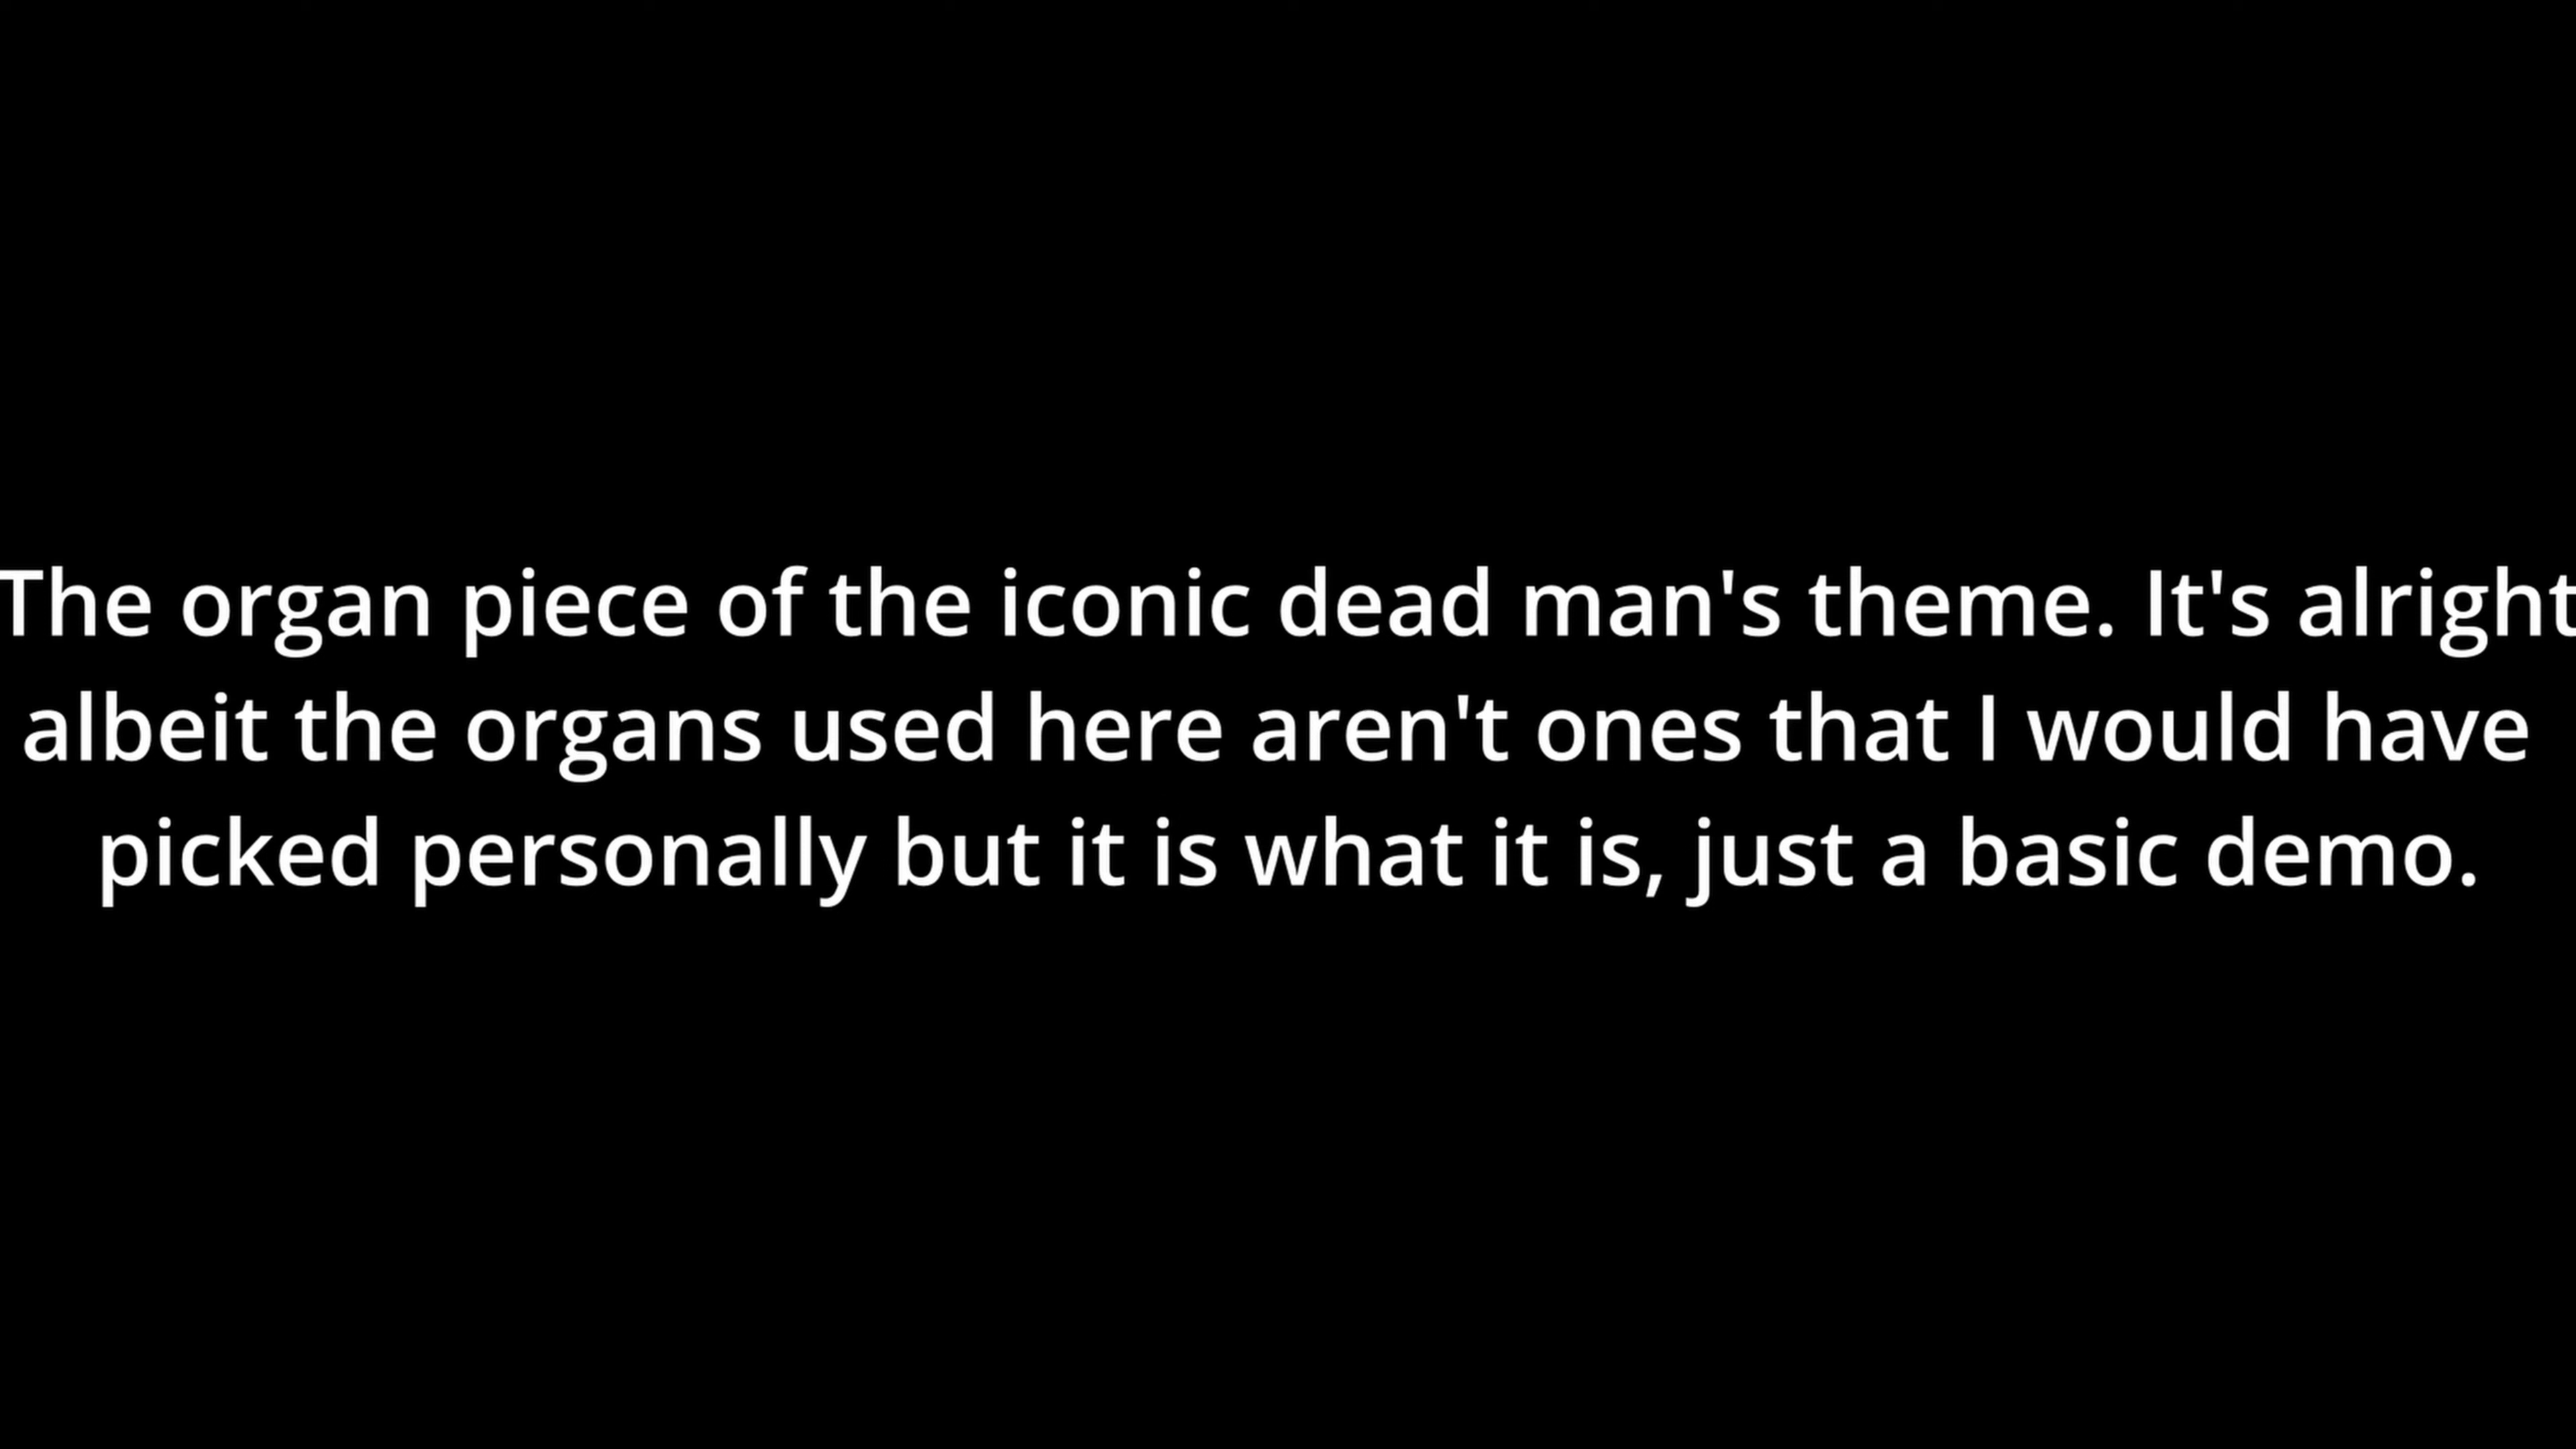 The organ piece of the iconic dead man's theme. It's alright
albeit the organs used here aren't ones that I would have
picked personally but it is what it is, just a basic demo.